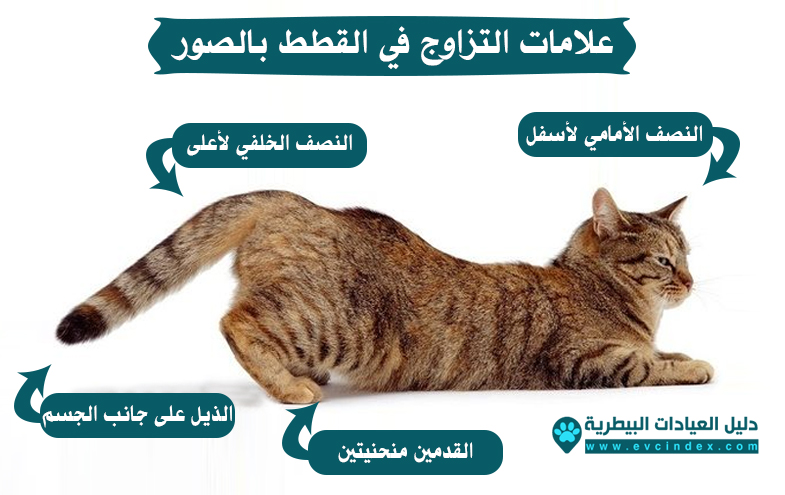 علامات التزاوج في القطط بالصور
النصف الأمامي لأسفل
النصف الخلفي لأعلى
الذيل على جانب الجسم
القدمين منحنيتين
دليل العيادات البيطرية
www.evcindex.com